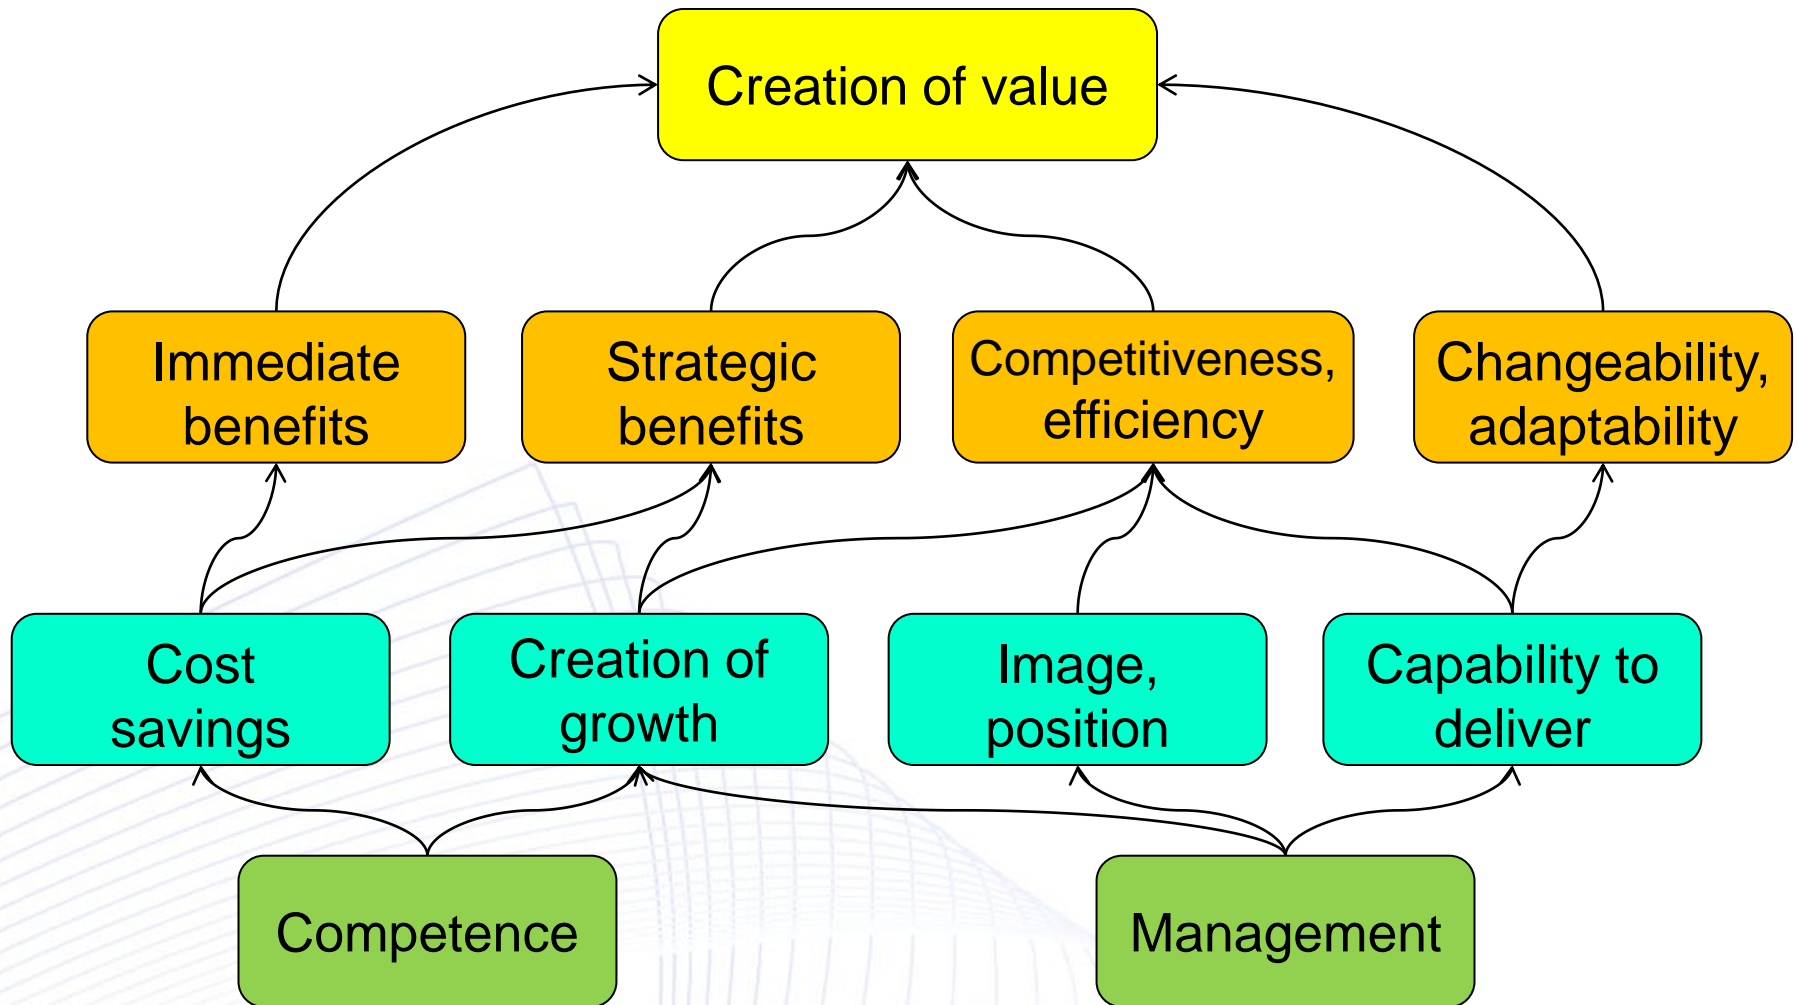 Creation of value
Immediate
benefits
Strategic
benefits
Competitiveness,
efficiency
Changeability,
adaptability
Cost
savings
Creation of
growth
Image,
position
Capability to
deliver
Competence
Management